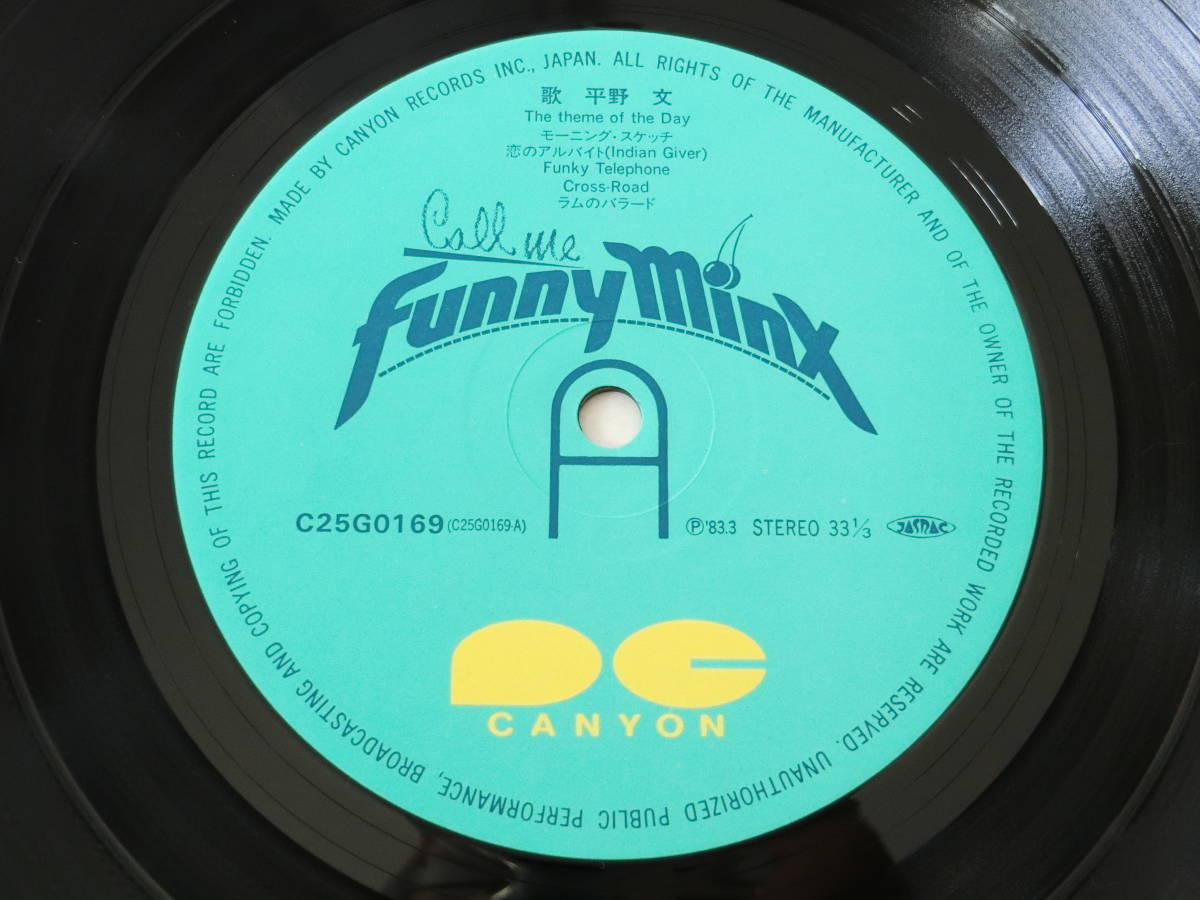 MADE BY CANYON RECORDS INC., JAPAN. ALL RIGHTS OF THE MANUFACTURER AND OF THE OWNER OF THE RECORDED WORK ARE RESERVED. UNAUTHORIZED PUBLIC PERFORMANCE, BROADCASTING AND COPYING OF THIS RECORD ARE FORBIDDEN.
歌 平野 文
The theme of the Day
モーニング・スケッチ
恋のアルバイト(Indian Giver)
Funky Telephone
Cross-Road
ラムのバラード
Call me
Funny Minx
A
C25G0169 (C25G0169-A) Ⓟ'83.3 STEREO 33 1/3 JASRAC
PC
CANYON